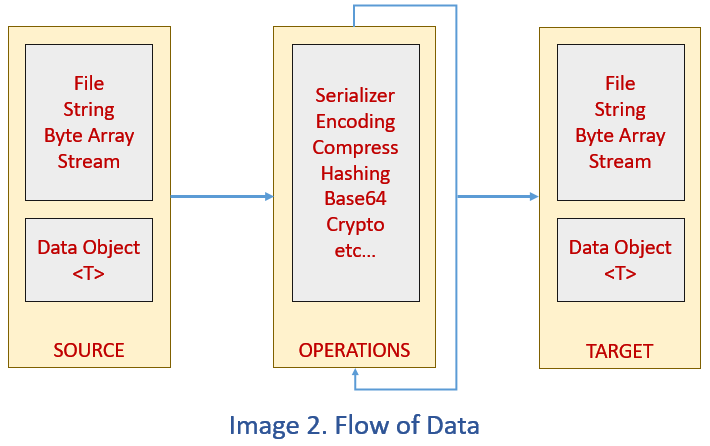 File
String
Byte Array
Stream
Data Object
<T>
SOURCE
Serializer
Encoding
Compress
Hashing
Base64
Crypto
etc...
OPERATIONS
File
String
Byte Array
Stream
Data Object
<T>
TARGET
Image 2. Flow of Data